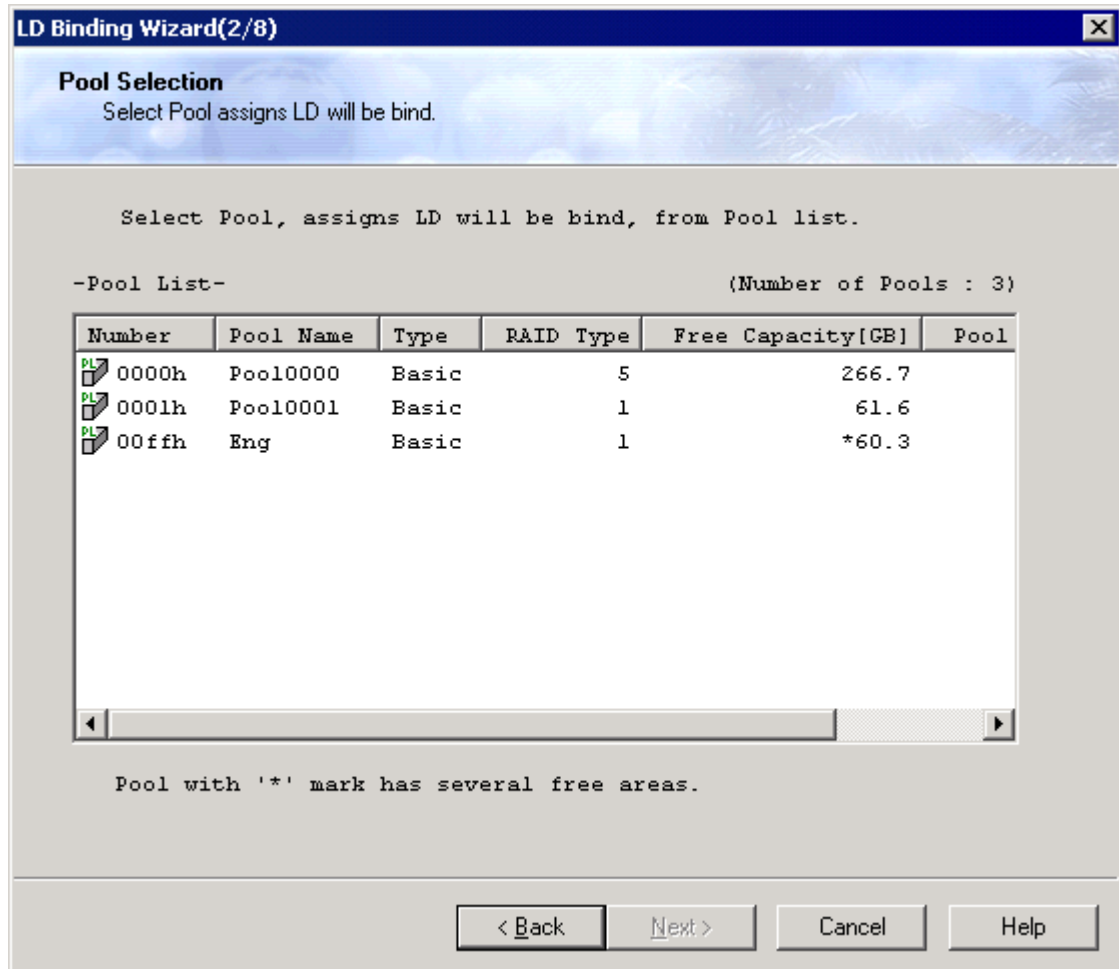 LD Binding Wizard(2/8)
Pool Selection
Select Pool assigns LD will be bind.
Select Pool, assigns LD will be bind, from Pool list.
-Pool List- (Number of Pools : 3)
Number Pool Name Type RAID Type Free Capacity[GB] Pool
PL 0000h Pool0000 Basic 5 266.7
PL 0001h Pool0001 Basic 1 61.6
PL 00ffh Eng Basic 1 *60.3
Pool with '*' mark has several free areas.
< Back Next > Cancel Help